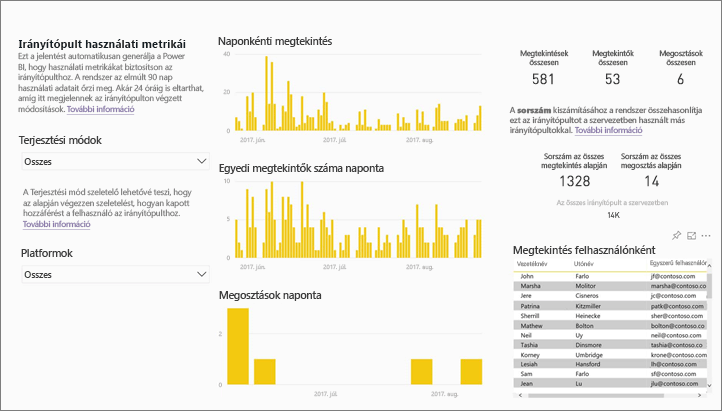 Irányítópult használati metrikái
Ezt a jelentést automatikusan generálja a Power
BI, hogy használati metrikákat biztosítson az
irányítópulthoz. A rendszer az elmúlt 90 nap
használati adatait őrzi meg. Akár 24 óráig is eltarthat,
amíg itt megjelennek az irányítópulton végzett
módosítások. További információ
Terjesztési módok
Összes
A Terjesztési mód szeletelő lehetővé teszi, hogy
az alapján végezzen szeletelést, hogyan kapott
hozzáférést a felhasználó az irányítópulthoz.
További információ
Platformok
Összes
Naponkénti megtekintés
40
20
0
2017. jún.
2017. júl.
2017. aug.
Egyedi megtekintők száma naponta
10
5
0
2017. jún.
2017. júl.
2017. aug.
Megosztások naponta
2
0
2017. júl.
2017. aug.
Megtekintések összesen
581
Megtekintők összesen
53
Megosztások összesen
6
A sorszám kiszámításához a rendszer összehasonlítja
ezt az irányítópultot a szervezetben használt más
irányítópultokkal. További információ
Sorszám az összes megtekintés alapján
1328
Sorszám az összes megosztás alapján
14
Az összes irányítópult a szervezetben
14K
Megtekintés felhasználónként
Vezetéknév Utónév Egyszerű felhasználónév
John Farlo jf@contoso.com
Marsha Molitor marsha@contoso.co
Jere Cisneros jc@contoso.com
Patrina Kitzmiller patk@contoso.com
Sherrill Heinecke sher@contoso.com
Mathew Bolton bolton@contoso.co
Neil Uy neil@contoso.com
Tashia Dinsmore tashia@contoso.co
Korney Umbridge krone@contoso.com
Lesiah Hansford lh@contoso.com
Sam Farlo sf@contoso.com
Jean Lu jlu@contoso.com